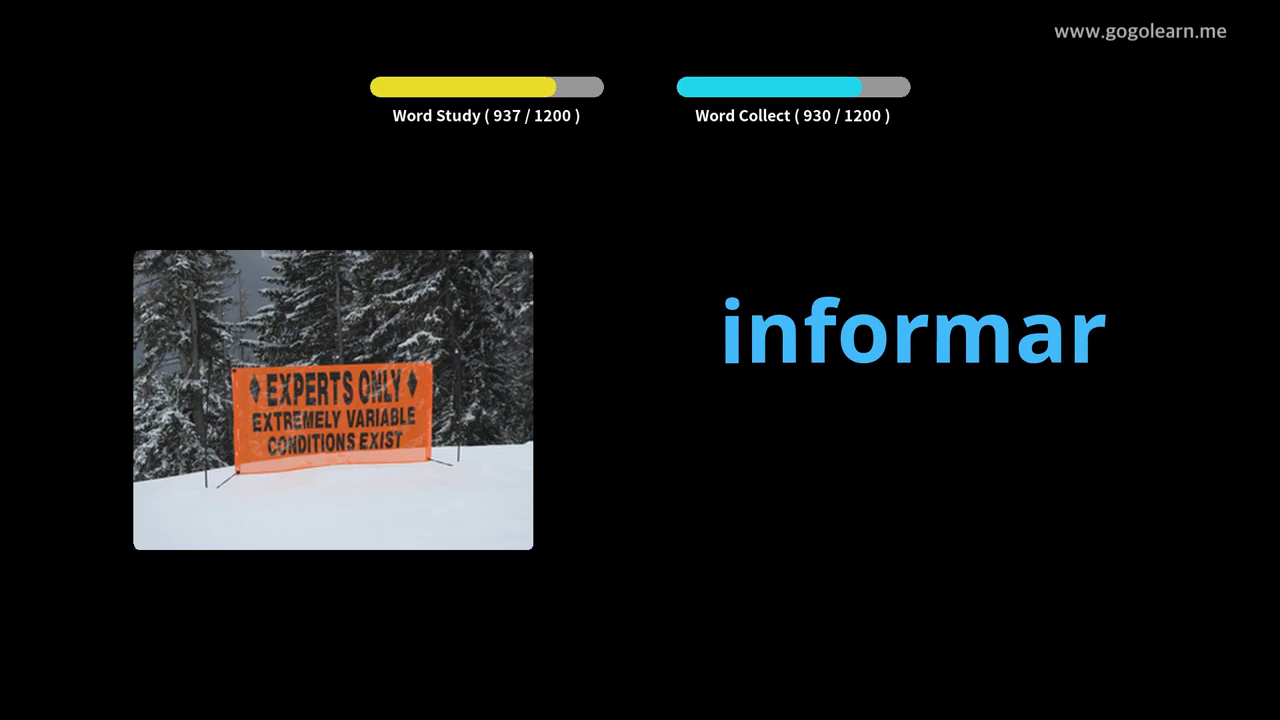 www.gogolearn.me
Word Study ( 937 / 1200 )
Word Collect ( 930 / 1200 )
EXPERTS ONLY
EXTREMELY VARIABLE
CONDITIONS EXIST
informar